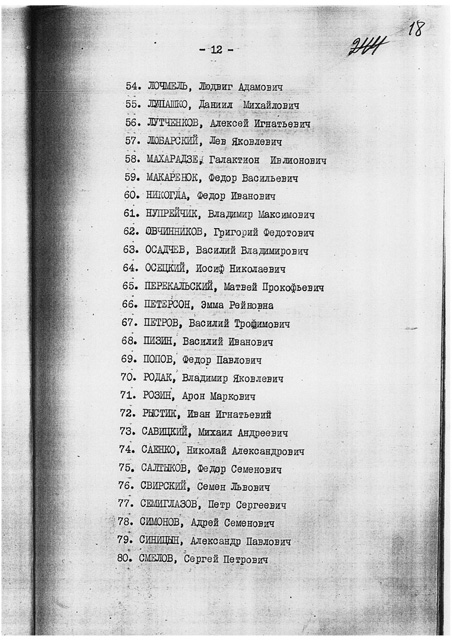 - 12 -
244 18
54. ЛОЧМЕЛЬ, Людвиг Адамович
55. ЛУПАШКО, Даниил Михайлович
56. ЛУТЧЕНКОВ, Алексей Игнатьевич
57. ЛЮБАРСКИЙ, Лев Яковлевич
58. МАХАРАДЗЕ, Галактион Ивлионович
59. МАКАРЕНОК, Федор Васильевич
60. НИКОГДА, Федор Иванович
61. НУПРЕЙЧИК, Владимир Максимович
62. ОВЧИННИКОВ, Григорий Федотович
63. ОСАДЧЕВ, Василий Владимирович
64. ОСЕЦКИЙ, Иосиф Николаевич
65. ПЕРЕКАЛЬСКИЙ, Матвей Прокофьевич
66. ПЕТЕРСОН, Эмма Рейновна
67. ПЕТРОВ, Василий Трофимович
68. ПИЗИН, Василий Иванович
69. ПОПОВ, Федор Павлович
70. РОДАК, Владимир Яковлевич
71. РОЗИН, Арон Маркович
72. РЫСТИК, Иван Игнатьевий
73. САВИЦКИЙ, Михаил Андреевич
74. САЕНКО, Николай Александрович
75. САЛТЫКОВ, Федор Семенович
76. СВИРСКИЙ, Семен Львович
77. СЕМИГЛАЗОВ, Петр Сергеевич
78. СИМОНОВ, Адрей Семенович
79. СИНИЦЫН, Александр Павлович
80. СМЕЛОВ, Сергей Петрович